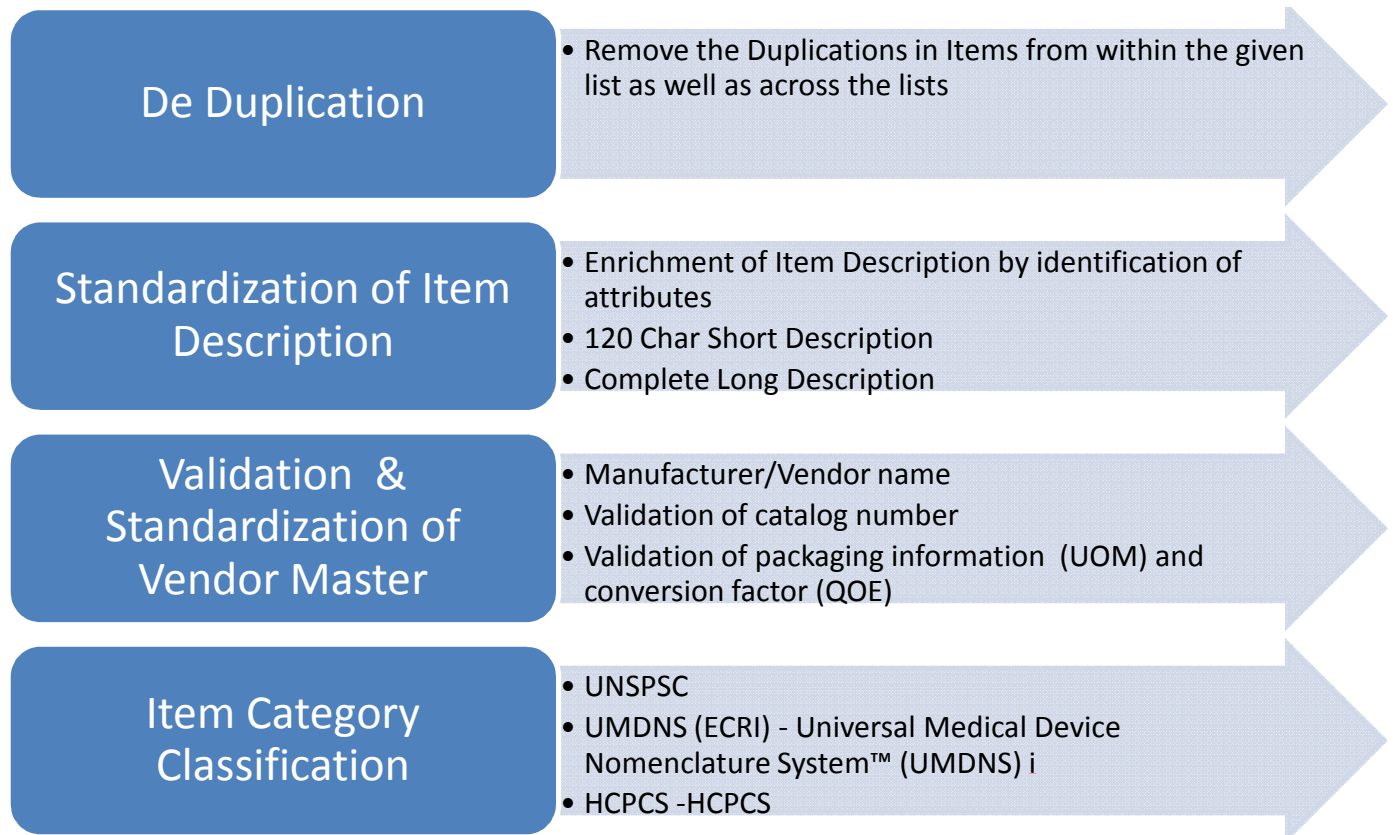 De Duplication
• Remove the Duplications in Items from within the given
list as well as across the lists
Standardization of Item
Description
• Enrichment of Item Description by identification of
attributes
• 120 Char Short Description
• Complete Long Description
Validation & 
Standardization of
Vendor Master
• Manufacturer/Vendor name
• Validation of catalog number
• Validation of packaging information (UOM) and
conversion factor (QOE)
Item Category
Classification
• UNSPSC
• UMDNS (ECRI) - Universal Medical Device
Nomenclature System™ (UMDNS) i
• HCPCS -HCPCS